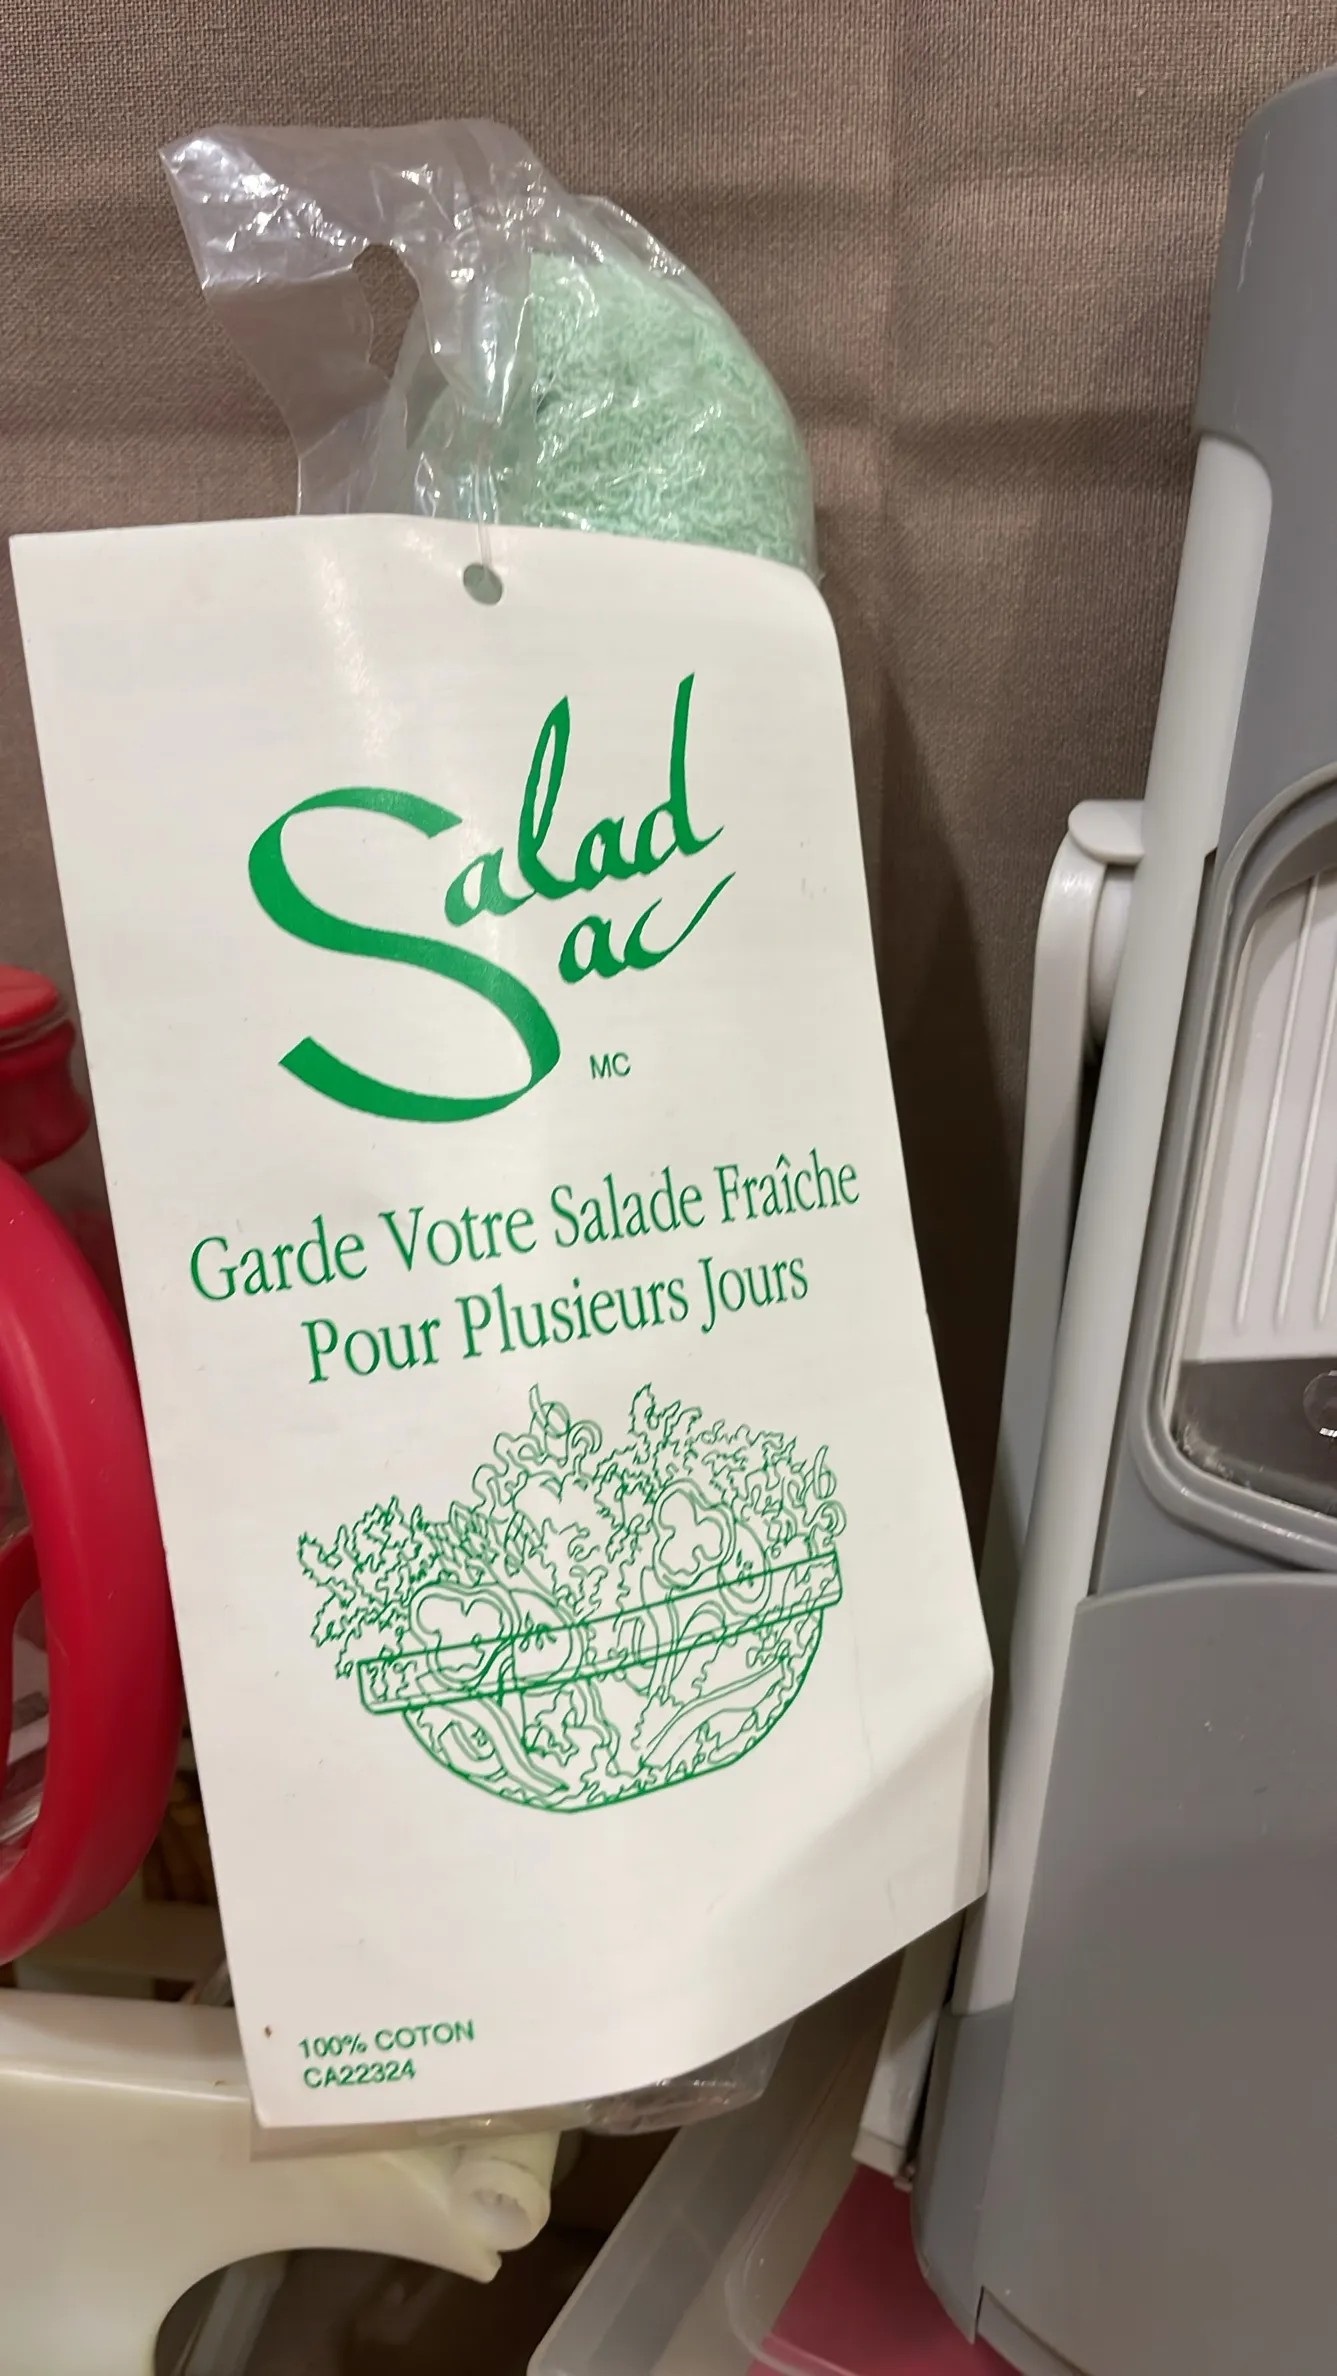 Salad
Sac
MC
Garde Votre Salade Fraîche
Pour Plusieurs Jours
100% COTON
CA22324